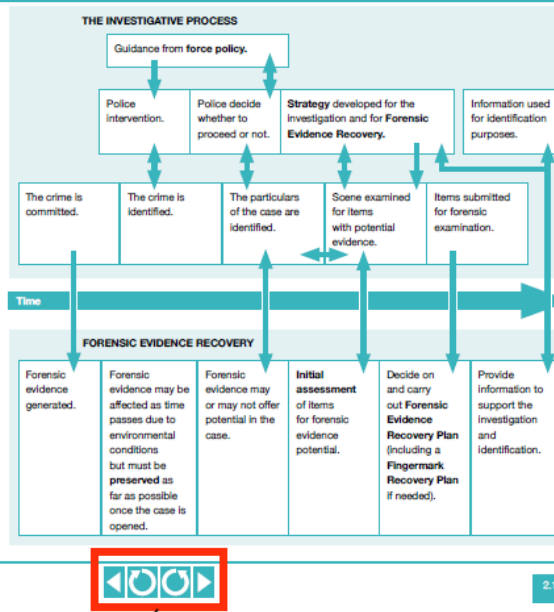 THE INVESTIGATIVE PROCESS
Guidance from force policy.
Police
intervention.
Police decide
whether to
proceed or not.
Strategy developed for the
investigation and for Forensic
Evidence Recovery.
Information used
for identification
purposes.
The crime is
committed.
The crime is
identified.
The particulars
of the case are
identified.
Scene examined
for items
with potential
evidence.
Items submitted
for forensic
examination.
Time
FORENSIC EVIDENCE RECOVERY
Forensic
evidence
generated.
Forensic
evidence may be
affected as time
passes due to
environmental
conditions
but must be
preserved as
far as possible
once the case is
opened.
Forensic
evidence may
or may not offer
potential in the
case.
Initial
assessment
of items
for forensic
evidence
potential.
Decide on
and carry
out Forensic
Evidence
Recovery Plan
(including a
Fingermark
Recovery Plan
if needed).
Provide
information to
support the
investigation
and
identification.